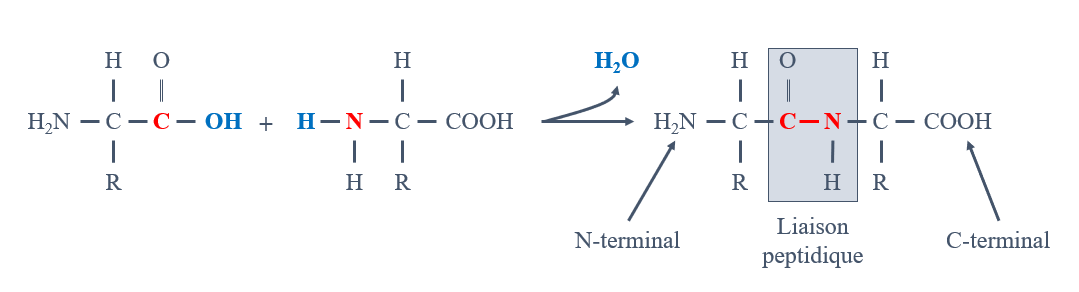 H O H H₂O H O H
H₂N — C — C — OH + H — N — C — COOH H₂N — C — C — N — C — COOH
R H R R H R
N-terminal Liaison peptidique C-terminal